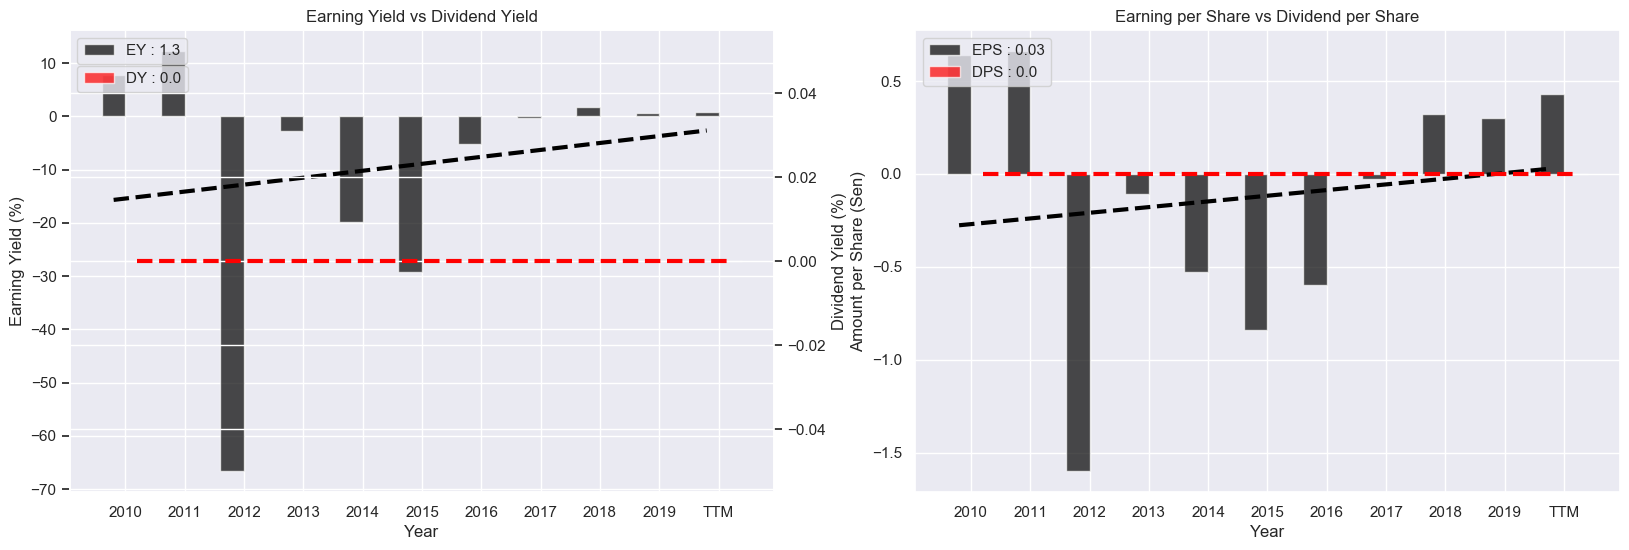 Earning Yield vs Dividend Yield
EY : 1.3
DY : 0.0
10
0
−10
−20
−30
−40
−50
−60
−70
Earning Yield (%)
0.04
0.02
0.00
−0.02
−0.04
Dividend Yield (%)
2010 2011 2012 2013 2014 2015 2016 2017 2018 2019 TTM
Year
Earning per Share vs Dividend per Share
EPS : 0.03
DPS : 0.0
0.5
0.0
−0.5
−1.0
−1.5
Amount per Share (Sen)
2010 2011 2012 2013 2014 2015 2016 2017 2018 2019 TTM
Year